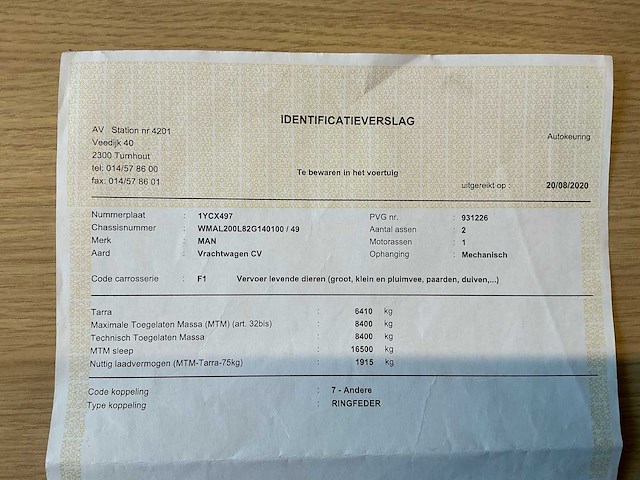 IDENTIFICATIEVERSLAG
AV Station nr 4201
Veedijk 40
2300 Turnhout
tel: 014/57 86 00
fax: 014/57 86 01
Autokeuring
Te bewaren in het voertuig
uitgereikt op : 20/08/2020
Nummerplaat : 1YCX497 PVG nr. : 931226
Chassisnummer : WMAL200L82G140100 / 49 Aantal assen : 2
Merk : MAN Motorassen : 1
Aard : Vrachtwagen CV Ophanging : Mechanisch
Code carrosserie : F1 Vervoer levende dieren (groot, klein en pluimvee, paarden, duiven,...)
Tarra : 6410 kg
Maximale Toegelaten Massa (MTM) (art. 32bis) : 8400 kg
Technisch Toegelaten Massa : 8400 kg
MTM sleep : 16500 kg
Nuttig laadvermogen (MTM-Tarra-75kg) : 1915 kg
Code koppeling : 7 - Andere
Type koppeling : RINGFEDER